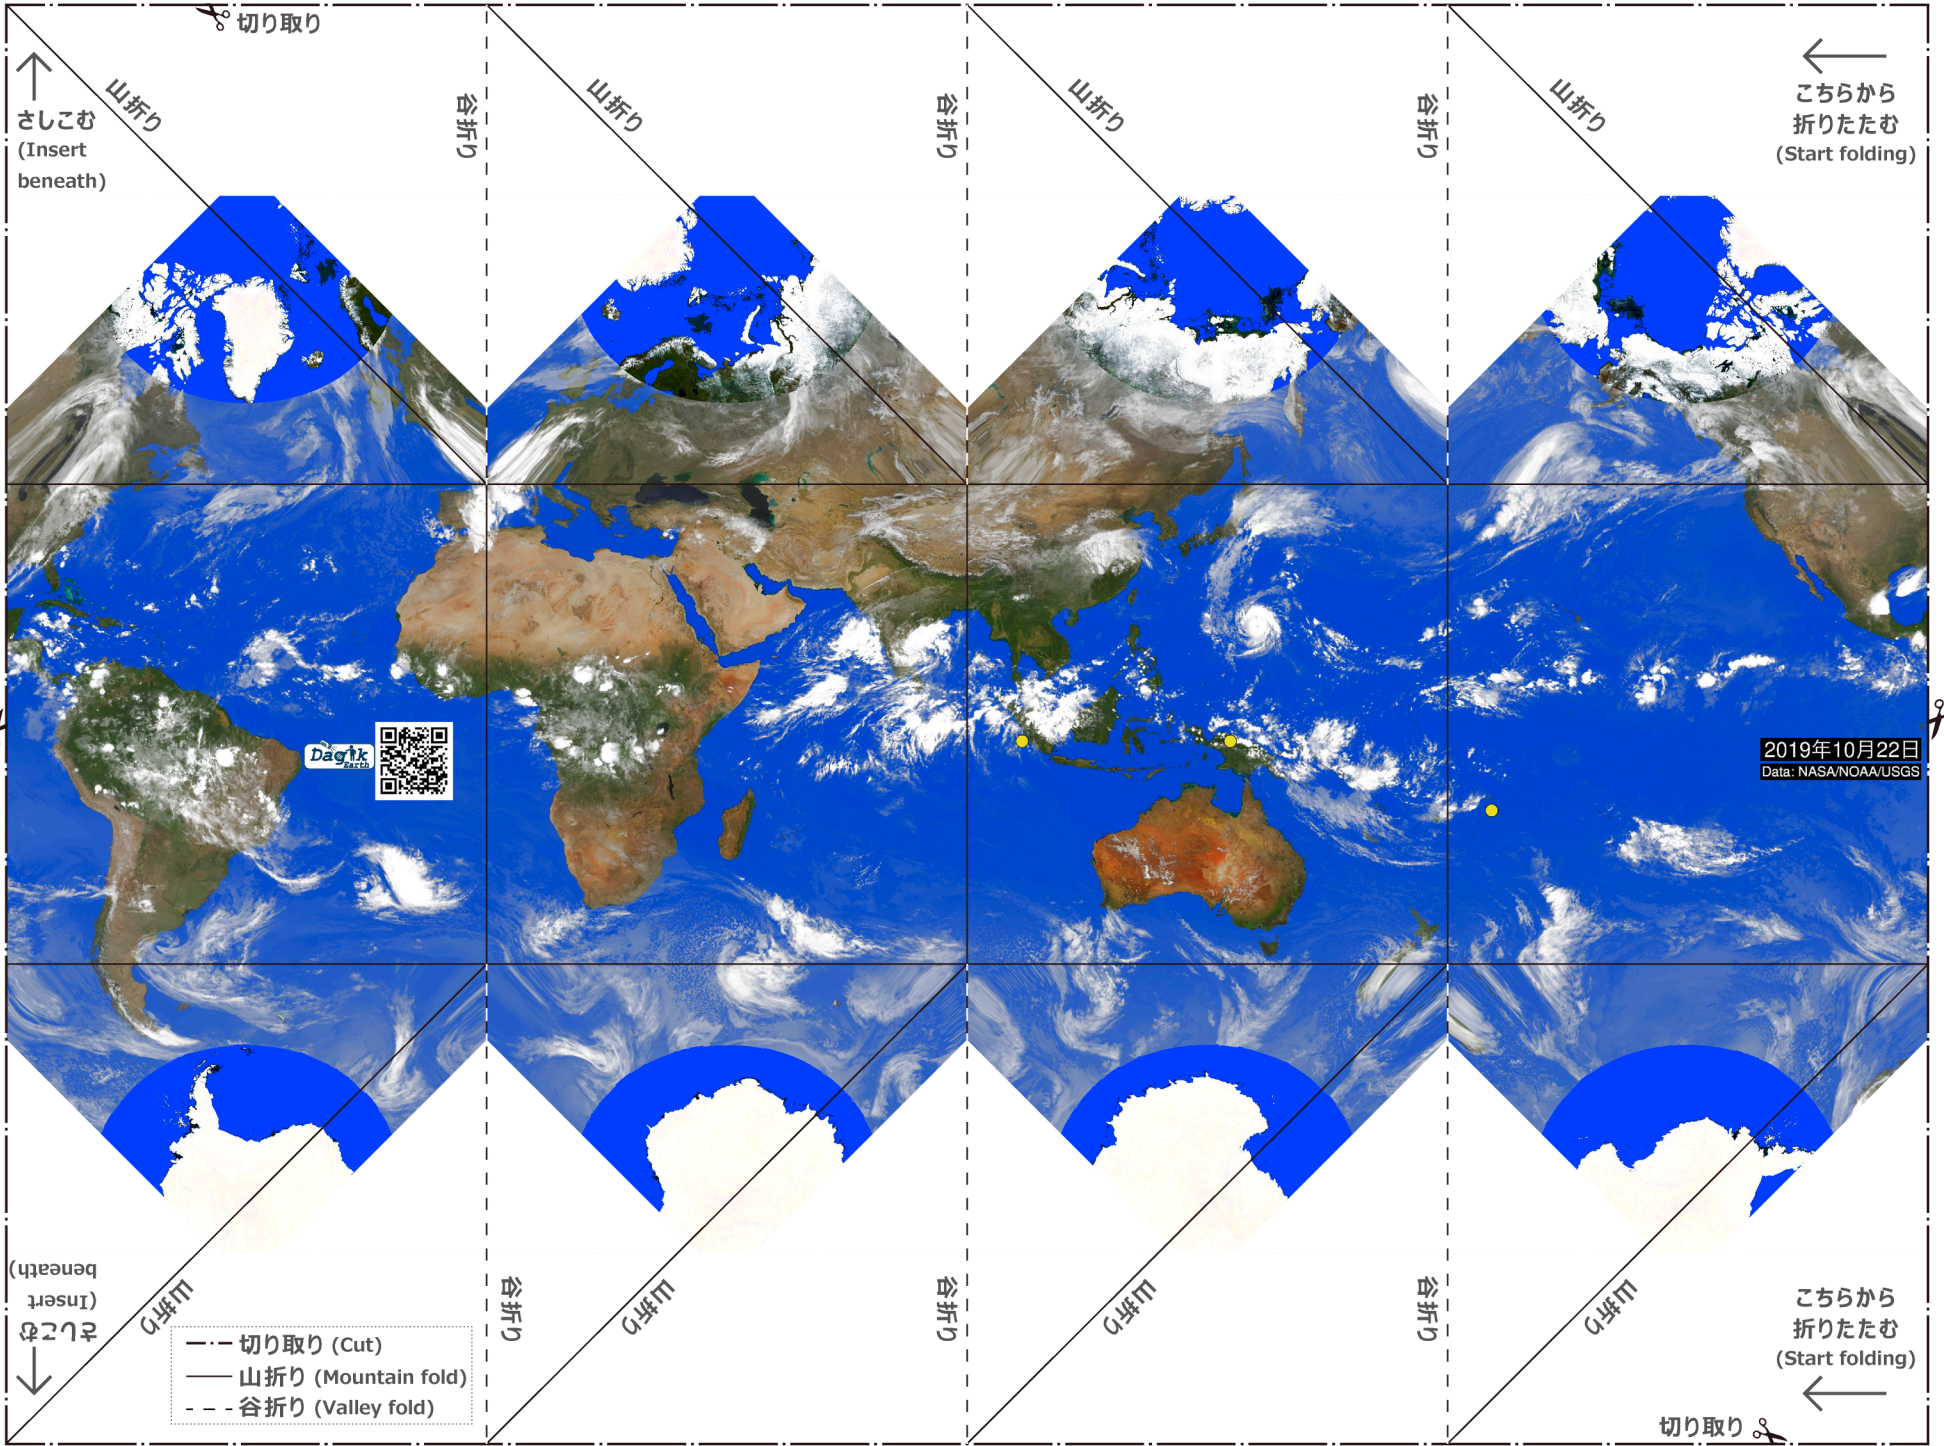 切り取り
山折り
谷折り
山折り
谷折り
山折り
谷折り
山折り
こちらから
折りたたむ
(Start folding)
さしこむ
(Insert
beneath)
Dagik
Earth
2019年10月22日
Data: NASA/NOAA/USGS
さしこむ
(Insert
beneath)
山折り
谷折り
山折り
谷折り
山折り
谷折り
山折り
こちらから
折りたたむ
(Start folding)
切り取り (Cut)
山折り (Mountain fold)
谷折り (Valley fold)
切り取り